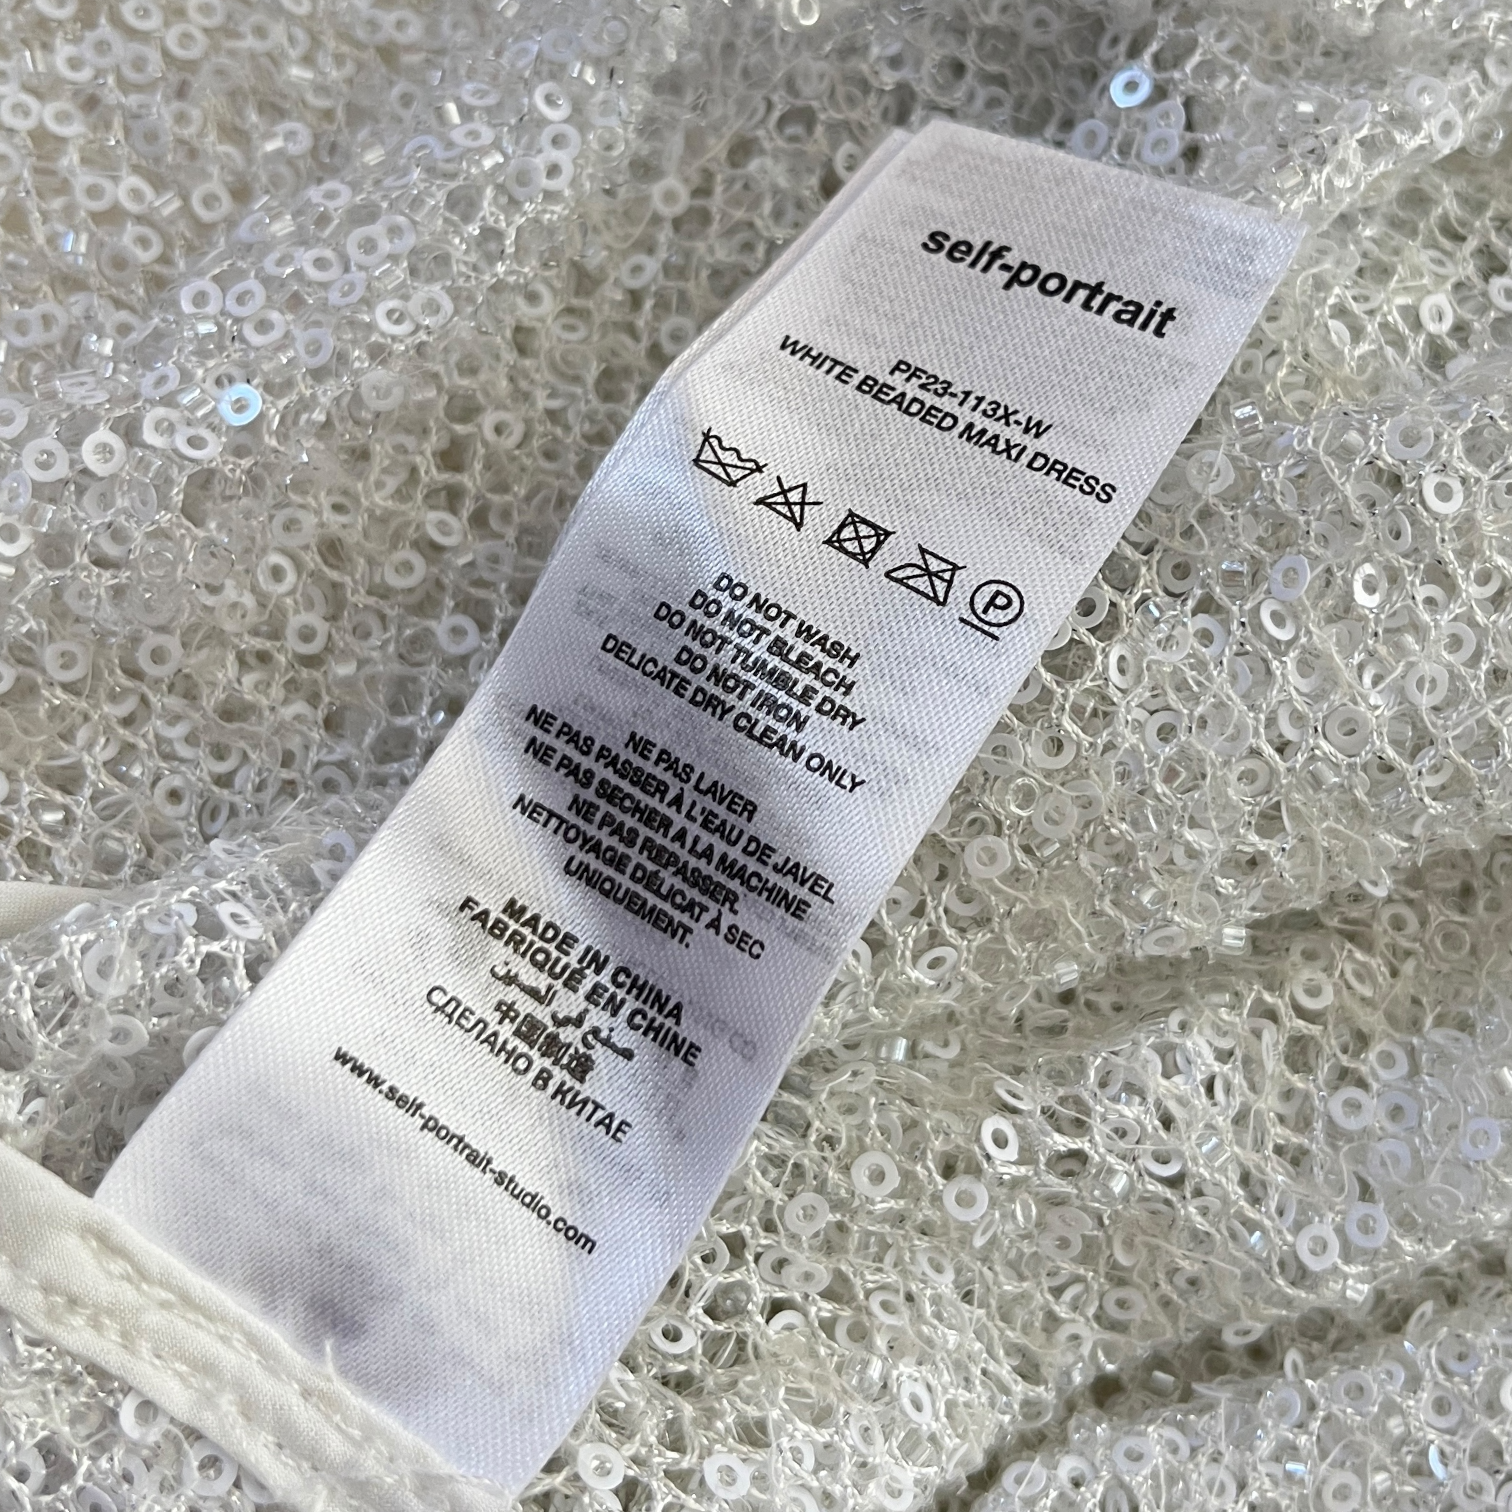 self-portrait
PF23-113X-W
WHITE BEADED MAXI DRESS
P
DO NOT WASH
DO NOT BLEACH
DO NOT TUMBLE DRY
DO NOT IRON
DELICATE DRY CLEAN ONLY
NE PAS LAVER
NE PAS PASSER À L'EAU DE JAVEL
NE PAS SECHER A LA MACHINE
NE PAS REPASSER.
NETTOYAGE DÉLICAT À SEC
UNIQUEMENT.
MADE IN CHINA
FABRIQUÉ EN CHINE
صنع في الصين
中国制造
СДЕЛАНО В КИТАЕ
www.self-portrait-studio.com